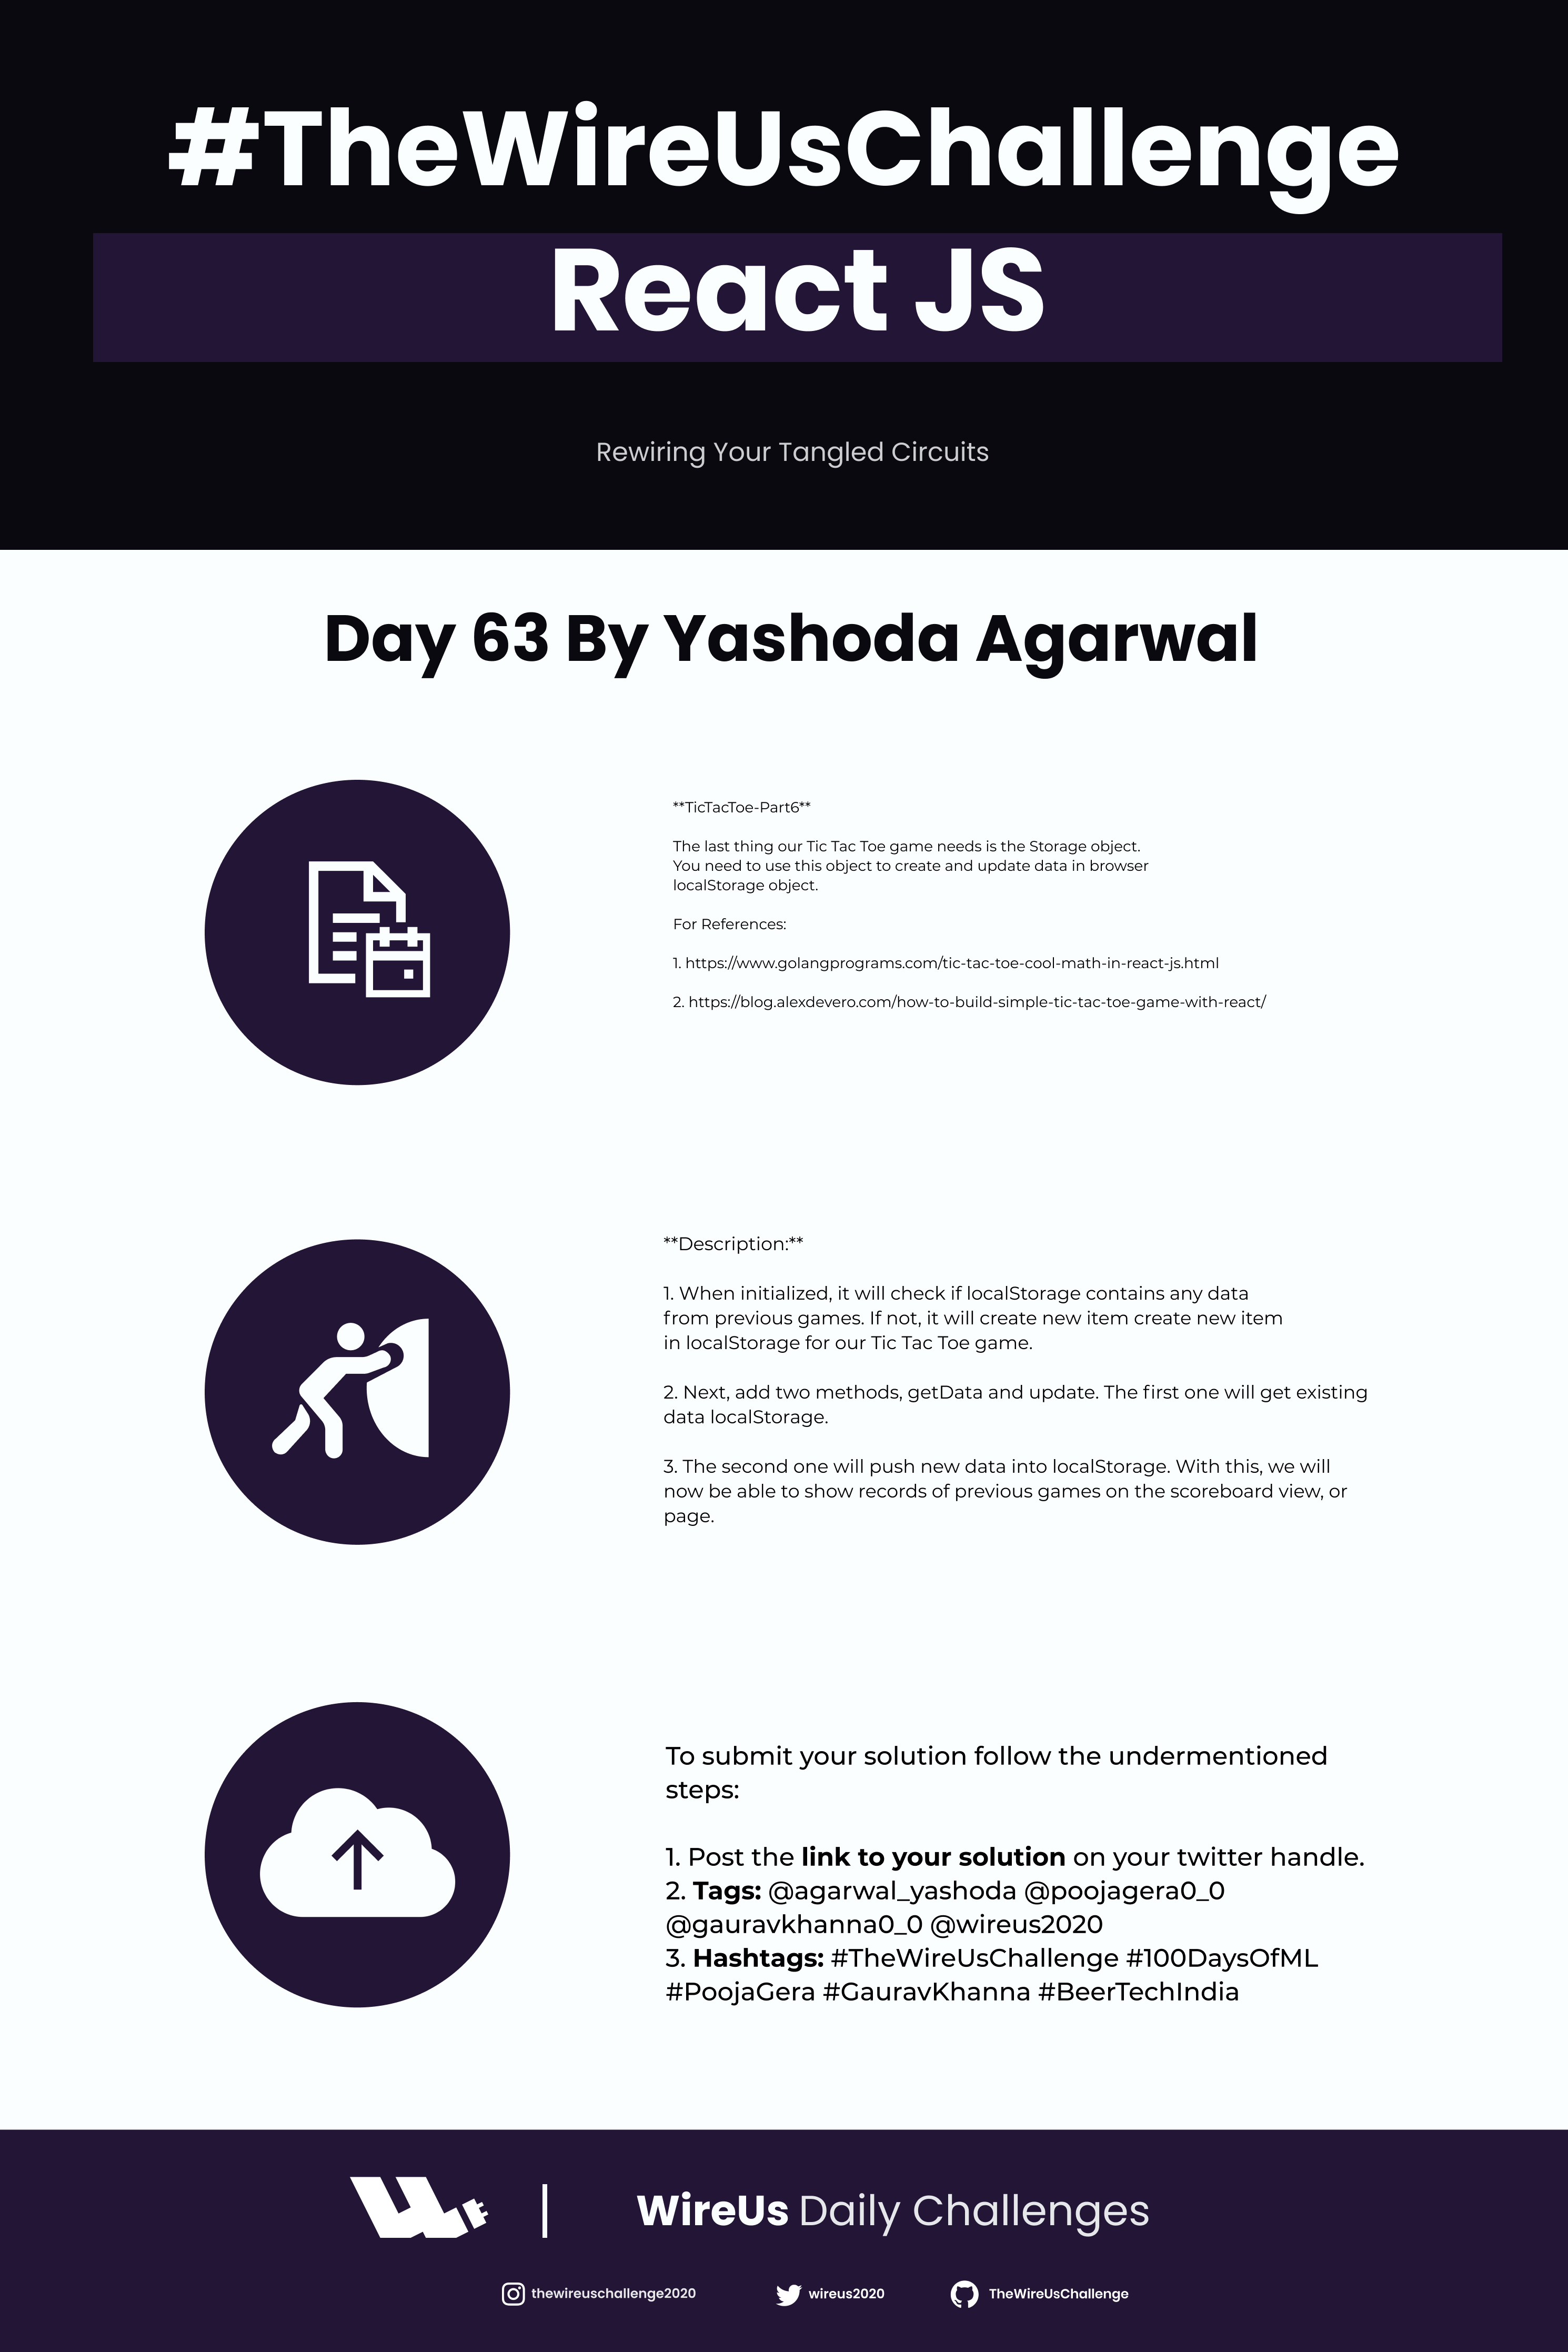 #TheWireUsChallenge
React JS
Rewiring Your Tangled Circuits
Day 63 By Yashoda Agarwal
**TicTacToe-Part6**
The last thing our Tic Tac Toe game needs is the Storage object.
You need to use this object to create and update data in browser
localStorage object.
For References:
1. https://www.golangprograms.com/tic-tac-toe-cool-math-in-react-js.html
2. https://blog.alexdevero.com/how-to-build-simple-tic-tac-toe-game-with-react/
**Description:**
1. When initialized, it will check if localStorage contains any data
from previous games. If not, it will create new item create new item
in localStorage for our Tic Tac Toe game.
2. Next, add two methods, getData and update. The first one will get existing
data localStorage.
3. The second one will push new data into localStorage. With this, we will
now be able to show records of previous games on the scoreboard view, or
page.
To submit your solution follow the undermentioned
steps:
1. Post the link to your solution on your twitter handle.
2. Tags: @agarwal_yashoda @poojagera0_0
@gauravkhanna0_0 @wireus2020
3. Hashtags: #TheWireUsChallenge #100DaysOfML
#PoojaGera #GauravKhanna #BeerTechIndia
WireUs Daily Challenges
thewireuschallenge2020
wireus2020
TheWireUsChallenge